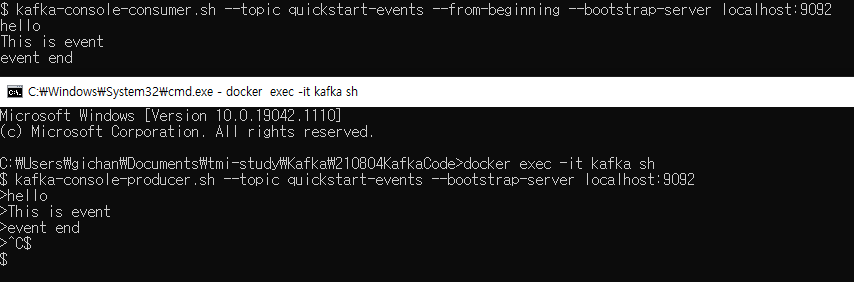 $ kafka-console-consumer.sh --topic quickstart-events --from-beginning --bootstrap-server localhost:9092
hello
This is event
event end
C:₩Windows₩System32₩cmd.exe - docker  exec -it kafka sh
Microsoft Windows [Version 10.0.19042.1110]
(c) Microsoft Corporation. All rights reserved.
C:₩Users₩gichan₩Documents₩tmi-study₩Kafka₩210804KafkaCode>docker exec -it kafka sh
$ kafka-console-producer.sh --topic quickstart-events --bootstrap-server localhost:9092
>hello
>This is event
>event end
>^C$
$